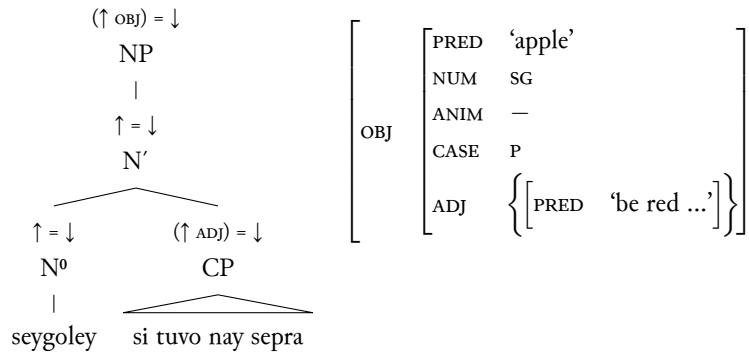 (↑ OBJ) = ↓
NP
↑ = ↓
N′
↑ = ↓ (↑ ADJ) = ↓
N⁰ CP
seygoley si tuvo nay sepra
OBJ
PRED ‘apple’
NUM SG
ANIM —
CASE P
ADJ {[PRED ‘be red ...’]}